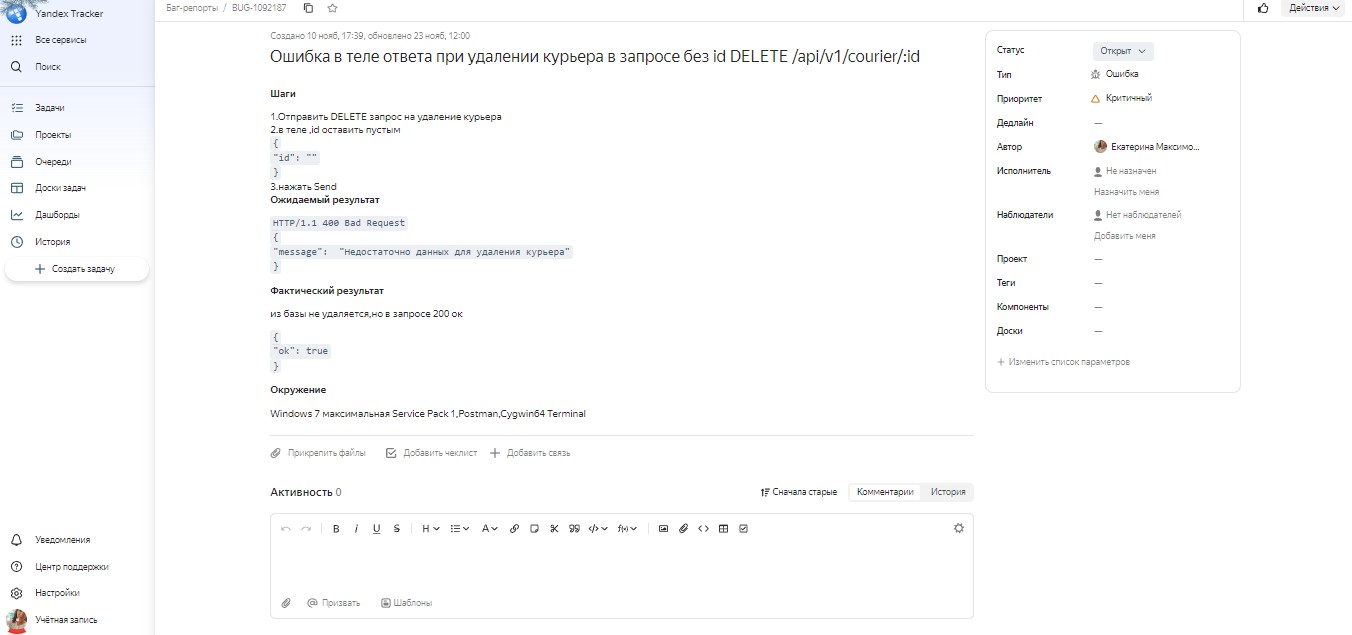 Yandex Tracker
Все сервисы
Поиск
Задачи
Проекты
Очереди
Доски задач
Дашборды
История
Создать задачу
Уведомления
Центр поддержки
Настройки
Учётная запись
Баг-репорты / BUG-1092187
Действия
Создано 10 нояб, 17:39, обновлено 23 нояб, 12:00
Ошибка в теле ответа при удалении курьера в запросе без id DELETE /api/v1/courier/:id
Шаги
1.Отправить DELETE запрос на удаление курьера
2.в теле ,id оставить пустым
{
"id": ""
}
3.нажать Send
Ожидаемый результат
HTTP/1.1 400 Bad Request
{
"message":  "Недостаточно данных для удаления курьера"
}
Фактический результат
из базы не удаляется,но в запросе 200 ок
{
"ok": true
}
Окружение
Windows 7 максимальная Service Pack 1,Postman,Cygwin64 Terminal
Прикрепить файлы Добавить чеклист Добавить связь
Активность 0
Сначала старые Комментарии История
B I U S H A
Призвать Шаблоны
Статус Открыт
Тип Ошибка
Приоритет Критичный
Дедлайн —
Автор Екатерина Максимо...
Исполнитель Не назначен
Назначить меня
Наблюдатели Нет наблюдателей
Добавить меня
Проект —
Теги —
Компоненты —
Доски —
+ Изменить список параметров